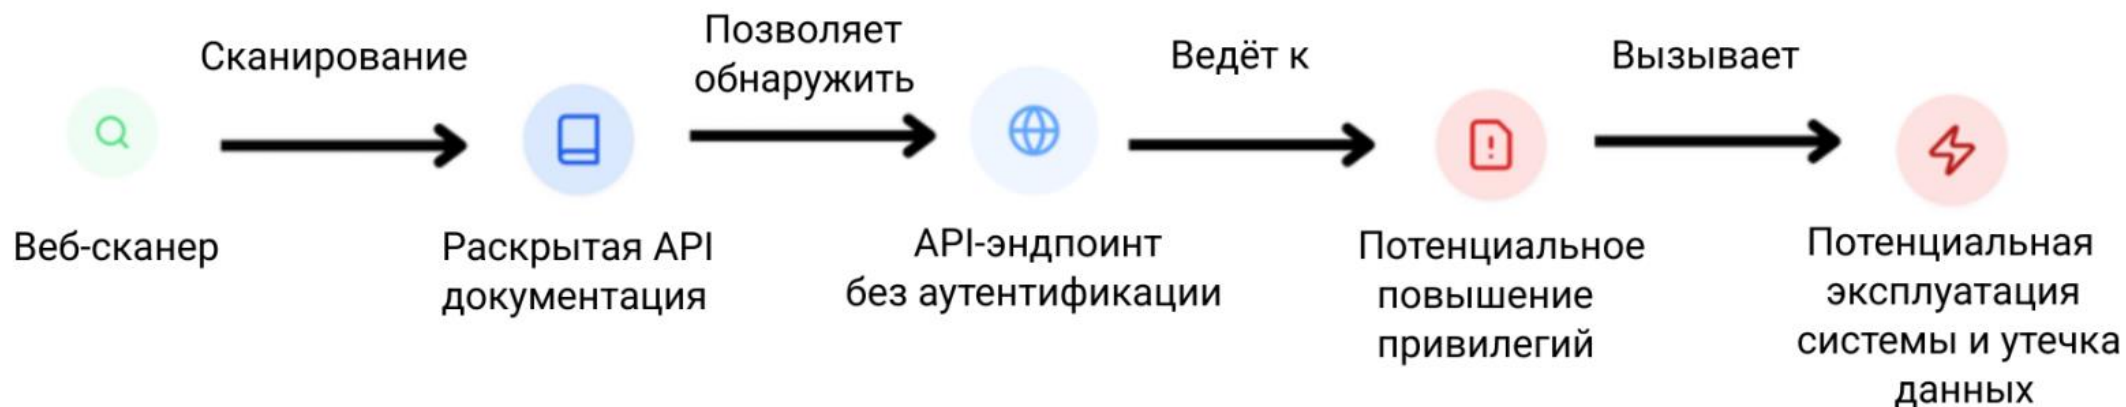 Сканирование
Позволяет
обнаружить
Ведёт к
Вызывает
Веб-сканер
Раскрытая API
документация
API-эндпоинт
без аутентификации
Потенциальное
повышение
привилегий
Потенциальная
эксплуатация
системы и утечка
данных